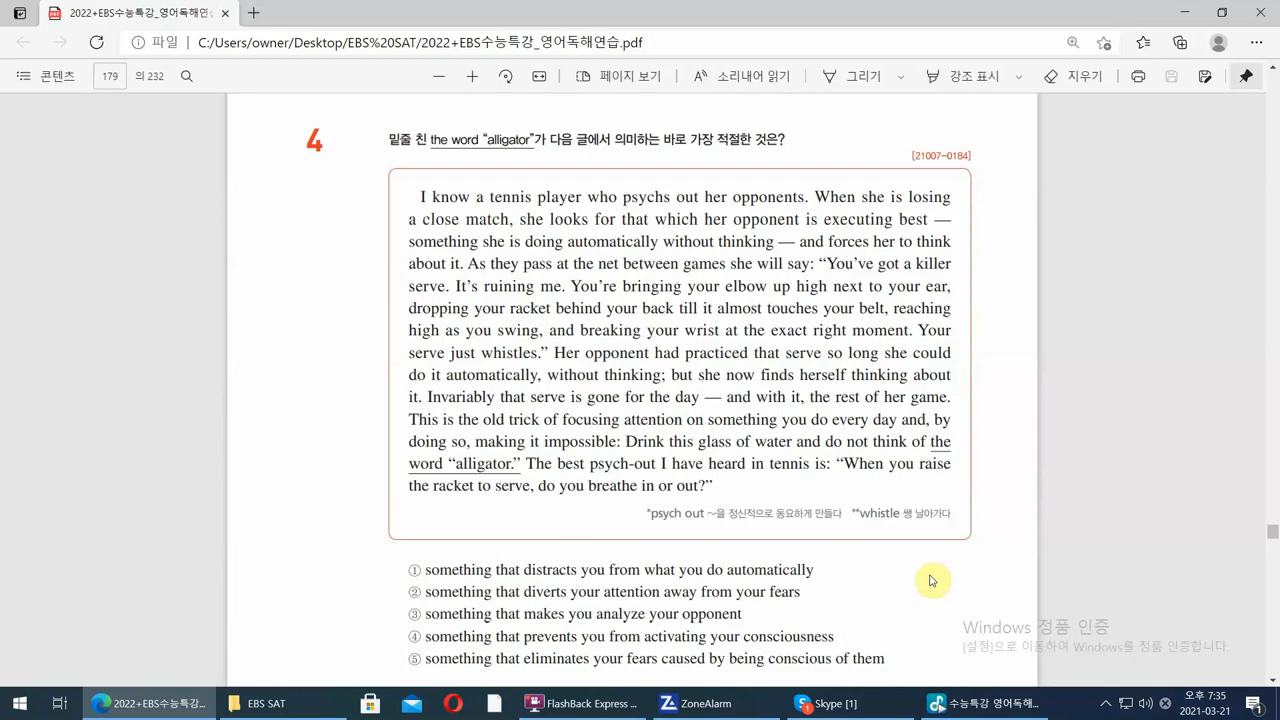 2022+EBS수능특강_영어독해연습
파일
C:/Users/owner/Desktop/EBS%20SAT/2022+EBS수능특강_영어독해연습.pdf
콘텐츠 179 의 232 페이지 보기 소리내어 읽기 그리기 강조 표시 지우기
4 밑줄 친 the word “alligator”가 다음 글에서 의미하는 바로 가장 적절한 것은?
[21007-0184]
I know a tennis player who psychs out her opponents. When she is losing
a close match, she looks for that which her opponent is executing best —
something she is doing automatically without thinking — and forces her to think
about it. As they pass at the net between games she will say: “You’ve got a killer
serve. It’s ruining me. You’re bringing your elbow up high next to your ear,
dropping your racket behind your back till it almost touches your belt, reaching
high as you swing, and breaking your wrist at the exact right moment. Your
serve just whistles.” Her opponent had practiced that serve so long she could
do it automatically, without thinking; but she now finds herself thinking about
it. Invariably that serve is gone for the day — and with it, the rest of her game.
This is the old trick of focusing attention on something you do every day and, by
doing so, making it impossible: Drink this glass of water and do not think of the
word “alligator.” The best psych-out I have heard in tennis is: “When you raise
the racket to serve, do you breathe in or out?”
*psych out ~을 정신적으로 동요하게 만들다 **whistle 쌩 날아가다
① something that distracts you from what you do automatically
② something that diverts your attention away from your fears
③ something that makes you analyze your opponent
④ something that prevents you from activating your consciousness
⑤ something that eliminates your fears caused by being conscious of them
Windows 정품 인증
[설정]으로 이동하여 Windows를 정품 인증합니다.
2022+EBS수능특강... EBS SAT FlashBack Express ... ZoneAlarm Skype [1] 수능특강 영어독해... 오후 7:35
2021-03-21